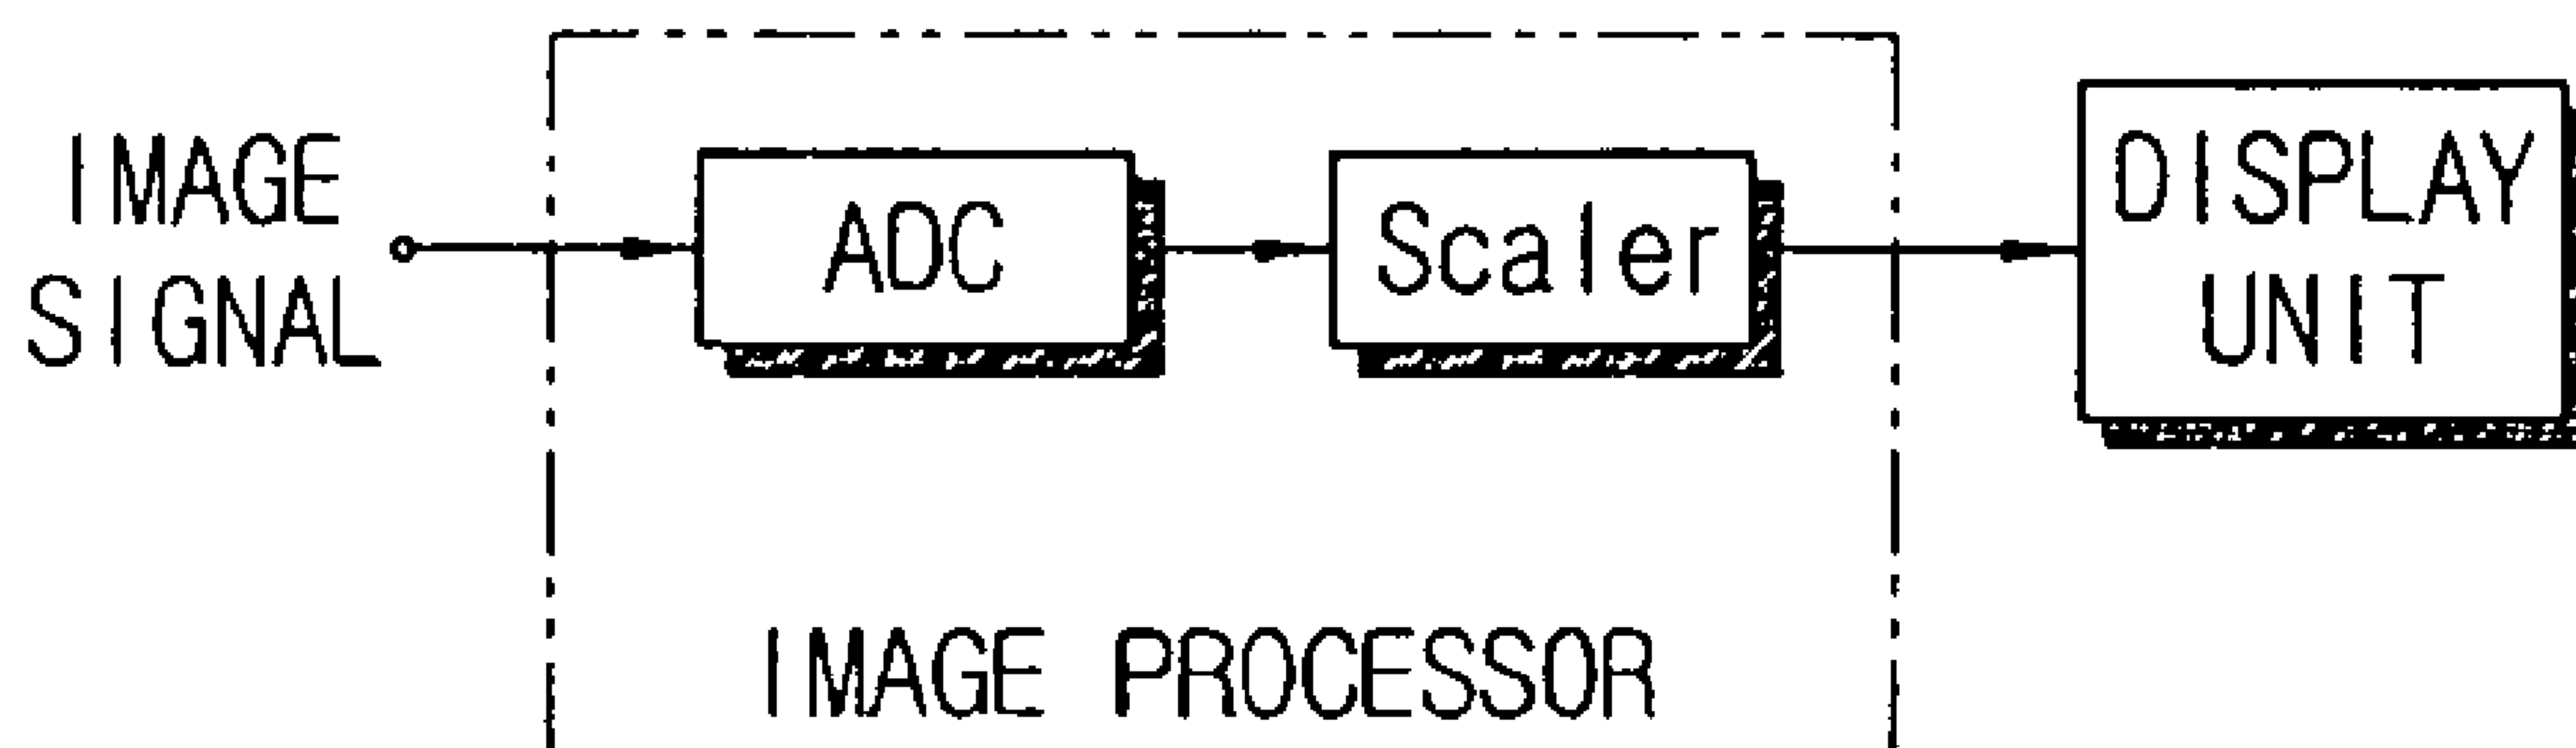 IMAGE
SIGNAL
ADC
Scaler
DISPLAY
UNIT
IMAGE PROCESSOR